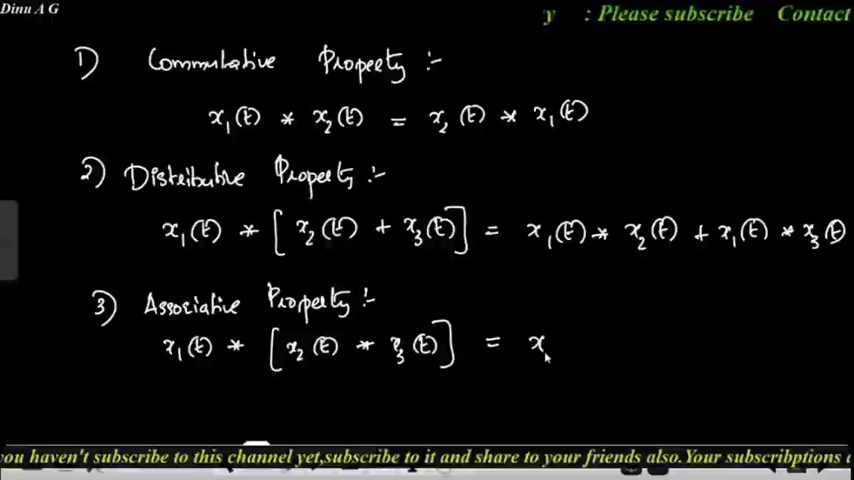 Dinu A G
y : Please subscribe Contact
1) Commutative Property :-
x₁(t) * x₂(t) = x₂(t) * x₁(t)
2) Distributive Property :-
x₁(t) * [x₂(t) + x₃(t)] = x₁(t) * x₂(t) + x₁(t) * x₃(t)
3) Associative Property :-
x₁(t) * [x₂(t) * x₃(t)] = x
you haven't subscribe to this channel yet,subscribe to it and share to your friends also.Your subscribptions a